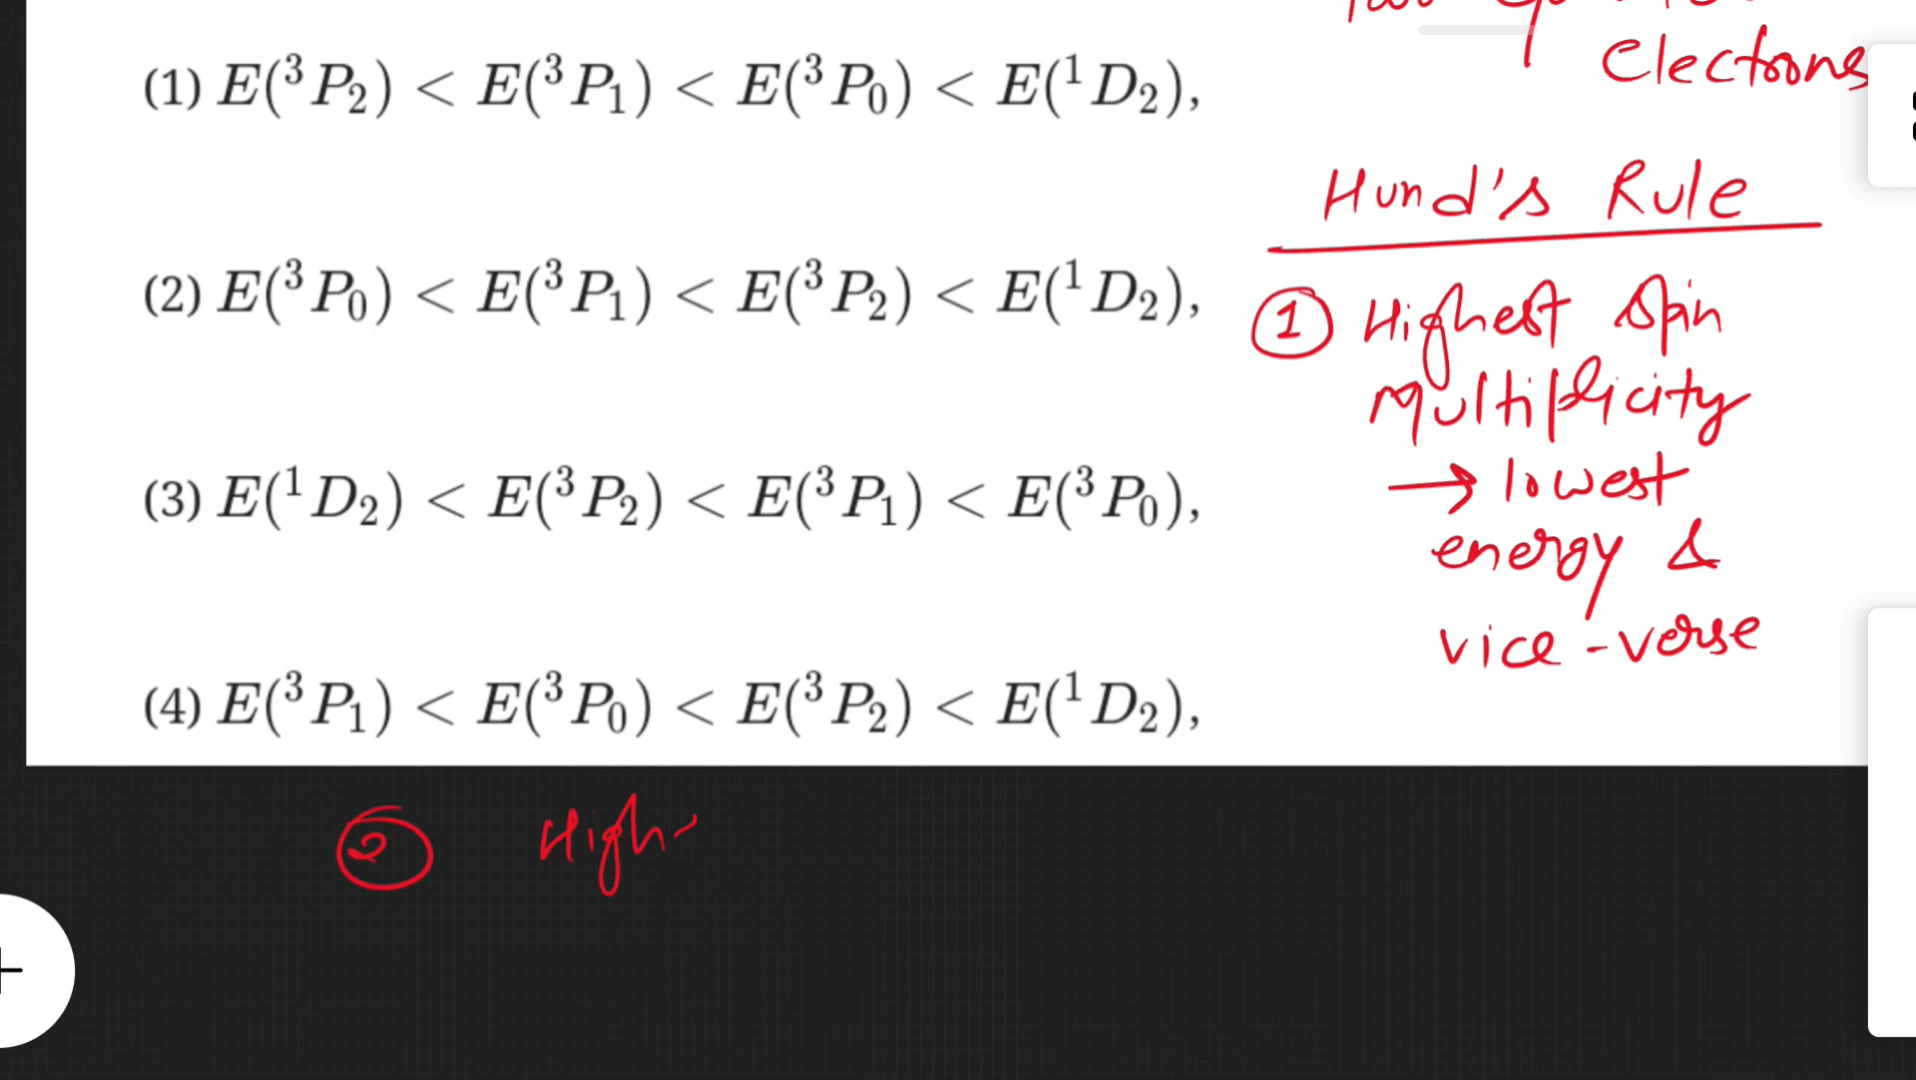 Electrons
(1) E(³P₂) < E(³P₁) < E(³P₀) < E(¹D₂),
Hund's Rule
(2) E(³P₀) < E(³P₁) < E(³P₂) < E(¹D₂),
① Highest Spin
Multiplicity
(3) E(¹D₂) < E(³P₂) < E(³P₁) < E(³P₀),
→ lowest
energy &
vice-verse
(4) E(³P₁) < E(³P₀) < E(³P₂) < E(¹D₂),
② High